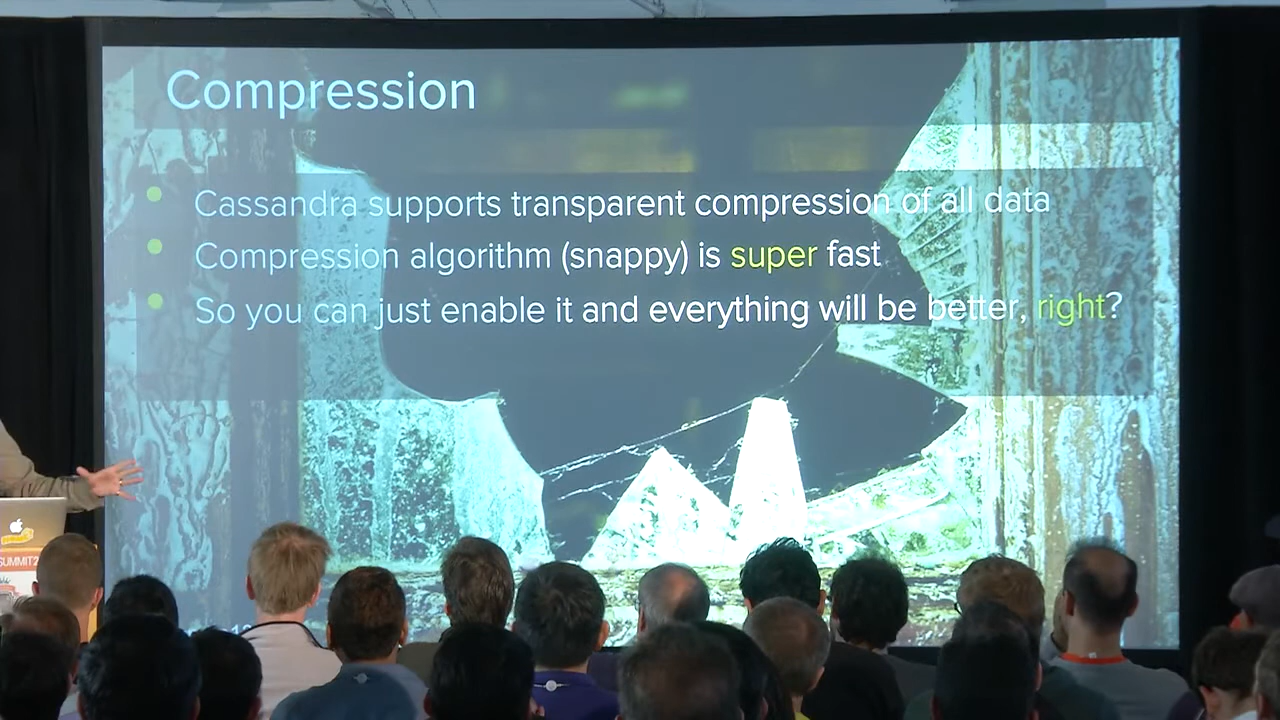 Compression
Cassandra supports transparent compression of all data
Compression algorithm (snappy) is super fast
So you can just enable it and everything will be better, right?
SUMMIT2